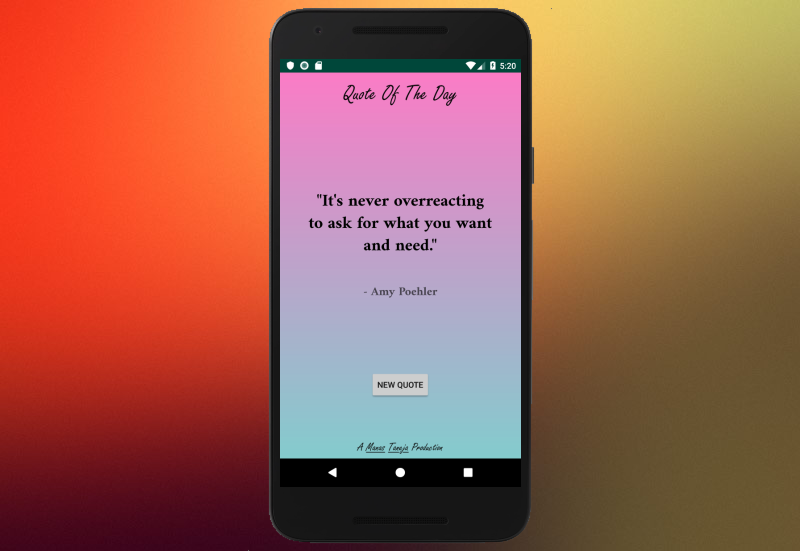 5:20
Quote Of The Day
"It's never overreacting
to ask for what you want
and need."
- Amy Poehler
NEW QUOTE
A Manas Taneja Production